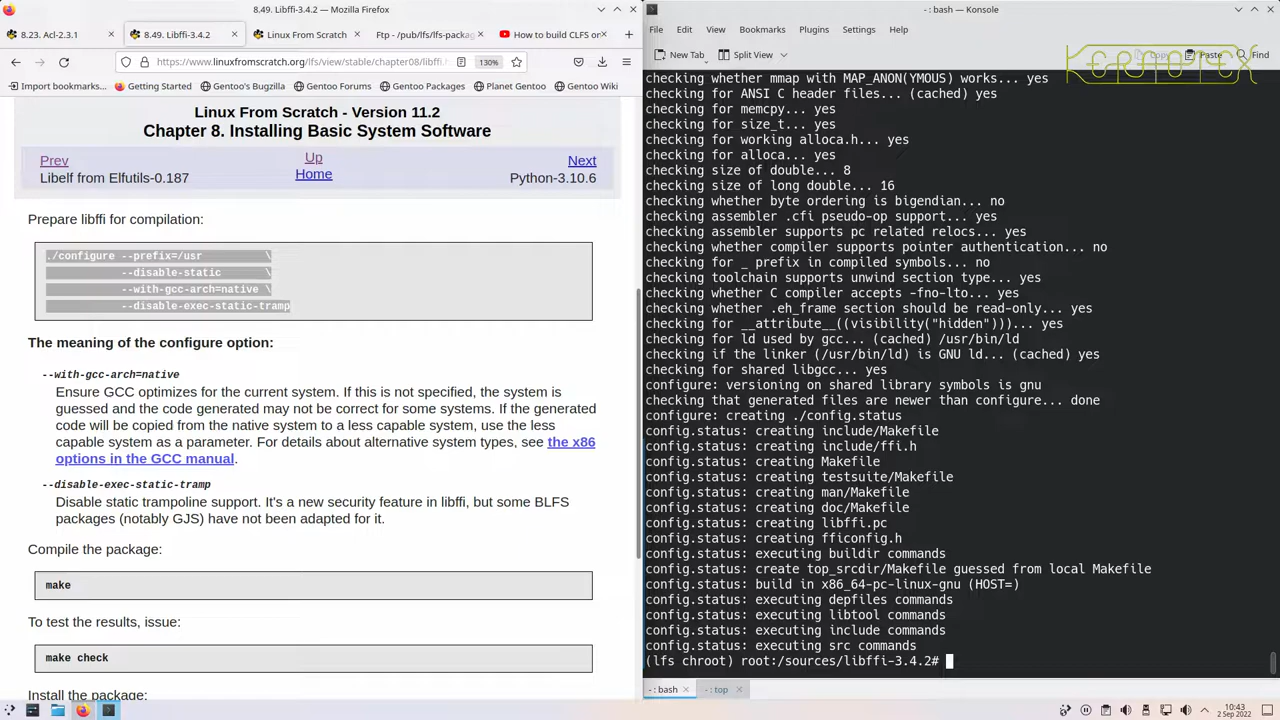 8.49. Libffi-3.4.2 — Mozilla Firefox
8.23. Acl-2.3.1
8.49. Libffi-3.4.2
Linux From Scratch
Ftp - /pub/lfs/lfs-packag
How to build CLFS on
https://www.linuxfromscratch.org/lfs/view/stable/chapter08/libffi
130%
Import bookmarks...
Getting Started
Gentoo's Bugzilla
Gentoo Forums
Gentoo Packages
Planet Gentoo
Gentoo Wiki
Linux From Scratch - Version 11.2
Chapter 8. Installing Basic System Software
Prev
Up
Next
Libelf from Elfutils-0.187
Home
Python-3.10.6
Prepare libffi for compilation:
./configure --prefix=/usr \
--disable-static \
--with-gcc-arch=native \
--disable-exec-static-tramp
The meaning of the configure option:
--with-gcc-arch=native
Ensure GCC optimizes for the current system. If this is not specified, the system is
guessed and the code generated may not be correct for some systems. If the generated
code will be copied from the native system to a less capable system, use the less
capable system as a parameter. For details about alternative system types, see the x86
options in the GCC manual.
--disable-exec-static-tramp
Disable static trampoline support. It's a new security feature in libffi, but some BLFS
packages (notably GJS) have not been adapted for it.
Compile the package:
make
To test the results, issue:
make check
Install the package:
- : bash — Konsole
File Edit View Bookmarks Plugins Settings Help
New Tab
Split View
Copy
Paste
Find
KERNOTEX
checking whether mmap with MAP_ANON(YMOUS) works... yes
checking for ANSI C header files... (cached) yes
checking for memcpy... yes
checking for size_t... yes
checking for working alloca.h... yes
checking for alloca... yes
checking size of double... 8
checking size of long double... 16
checking whether byte ordering is bigendian... no
checking assembler .cfi pseudo-op support... yes
checking assembler supports pc related relocs... yes
checking whether compiler supports pointer authentication... no
checking for _ prefix in compiled symbols... no
checking toolchain supports unwind section type... yes
checking whether C compiler accepts -fno-lto... yes
checking whether .eh_frame section should be read-only... yes
checking for __attribute__((visibility("hidden")))... yes
checking for ld used by gcc... (cached) /usr/bin/ld
checking if the linker (/usr/bin/ld) is GNU ld... (cached) yes
checking for shared libgcc... yes
configure: versioning on shared library symbols is gnu
checking that generated files are newer than configure... done
configure: creating ./config.status
config.status: creating include/Makefile
config.status: creating include/ffi.h
config.status: creating Makefile
config.status: creating testsuite/Makefile
config.status: creating man/Makefile
config.status: creating doc/Makefile
config.status: creating libffi.pc
config.status: creating fficonfig.h
config.status: executing buildir commands
config.status: create top_srcdir/Makefile guessed from local Makefile
config.status: build in x86_64-pc-linux-gnu (HOST=)
config.status: executing depfiles commands
config.status: executing libtool commands
config.status: executing include commands
config.status: executing src commands
(lfs chroot) root:/sources/libffi-3.4.2#
- : bash
- : top
10:43
2 Sep 2022